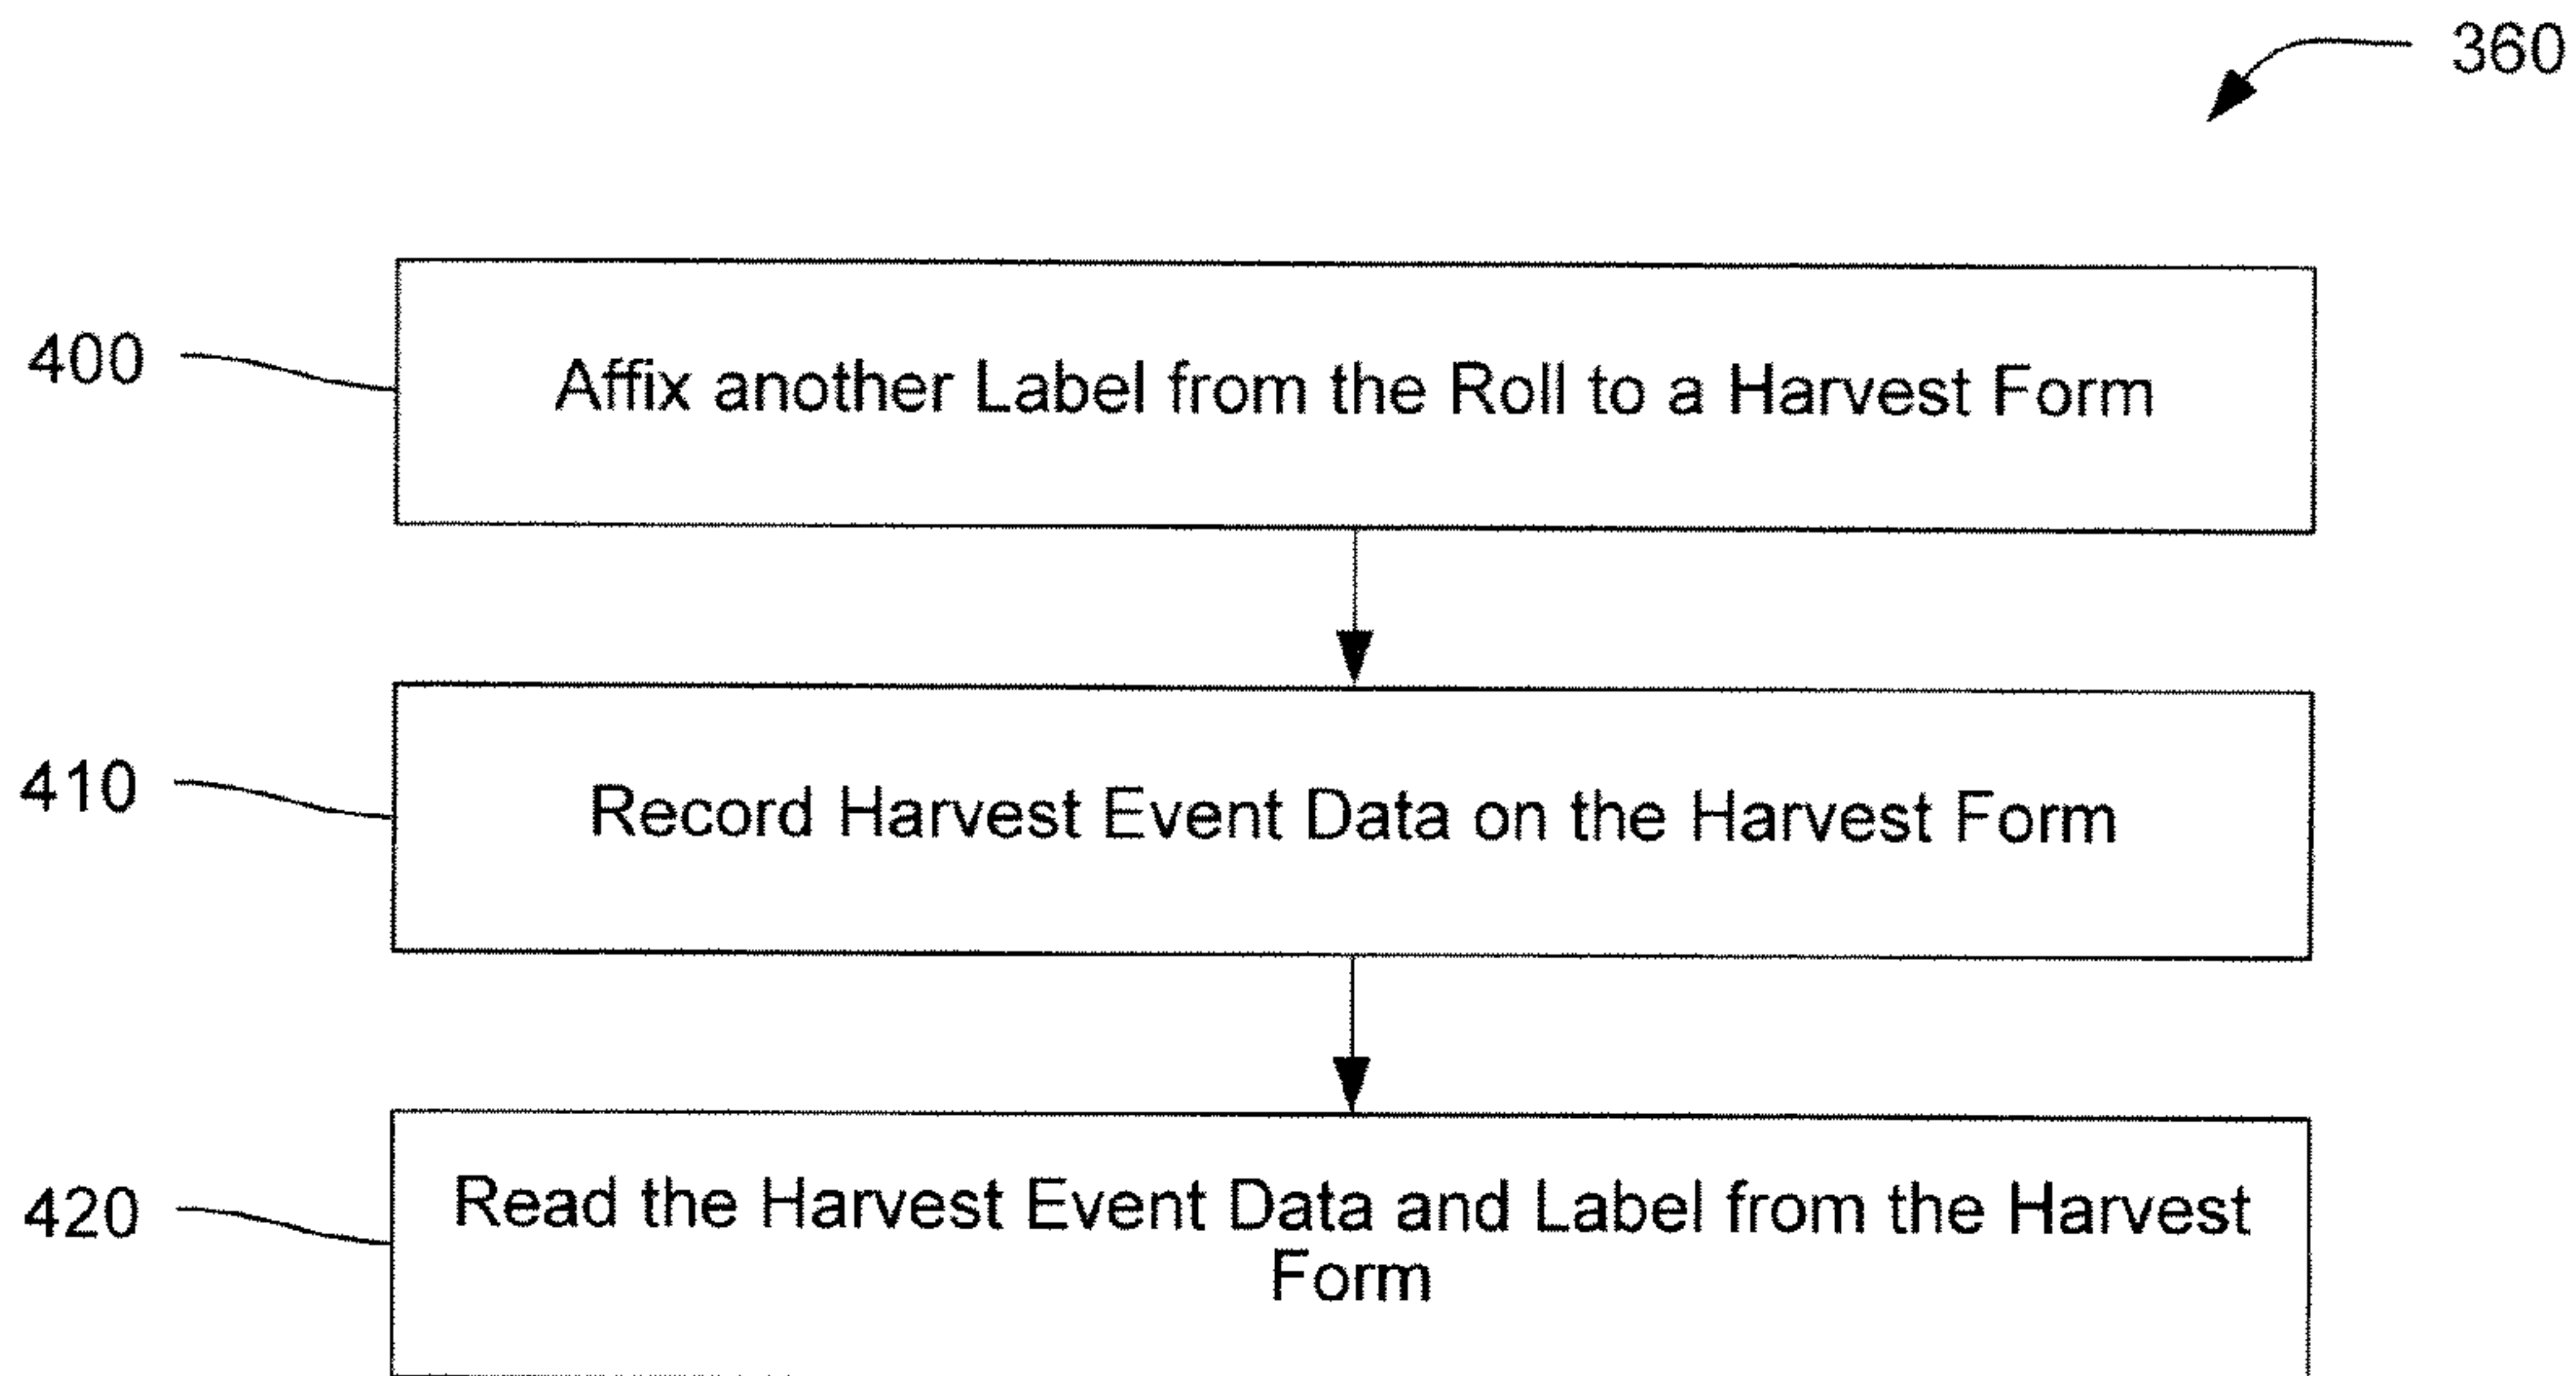 360
400
Affix another Label from the Roll to a Harvest Form
410
Record Harvest Event Data on the Harvest Form
420
Read the Harvest Event Data and Label from the Harvest
Form